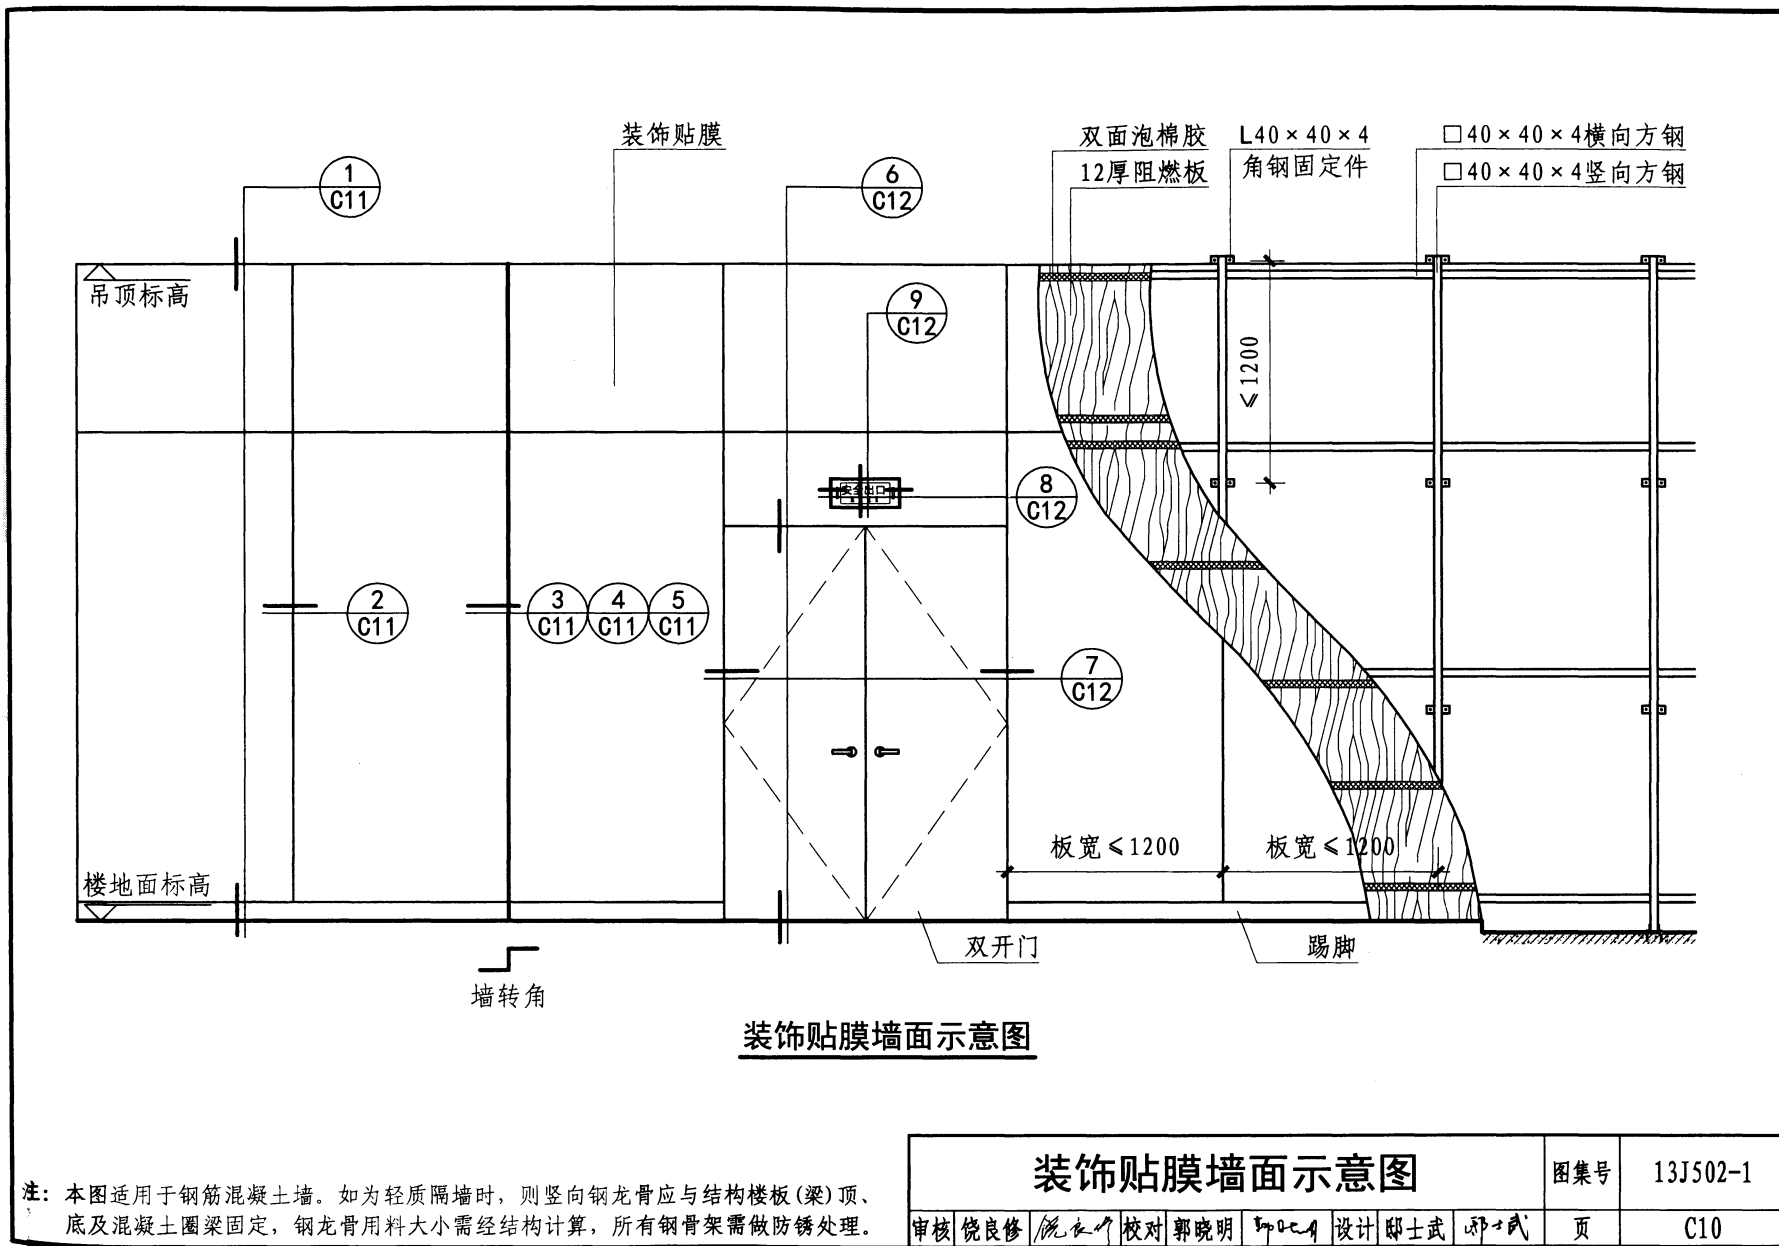 装饰贴膜
双面泡棉胶
12厚阻燃板
L40×40×4
角钢固定件
□40×40×4横向方钢
□40×40×4竖向方钢
1
C11
6
C12
吊顶标高
9
C12
≤1200
安全出口
8
C12
2
C11
3
C11
4
C11
5
C11
7
C12
板宽≤1200
板宽≤1200
楼地面标高
双开门
踢脚
墙转角
装饰贴膜墙面示意图
注：本图适用于钢筋混凝土墙。如为轻质隔墙时，则竖向钢龙骨应与结构楼板(梁)顶、
底及混凝土圈梁固定，钢龙骨用料大小需经结构计算，所有钢骨架需做防锈处理。
装饰贴膜墙面示意图
图集号
13J502-1
审核 饶良修 校对 郭晓明 设计 邸士武
页
C10